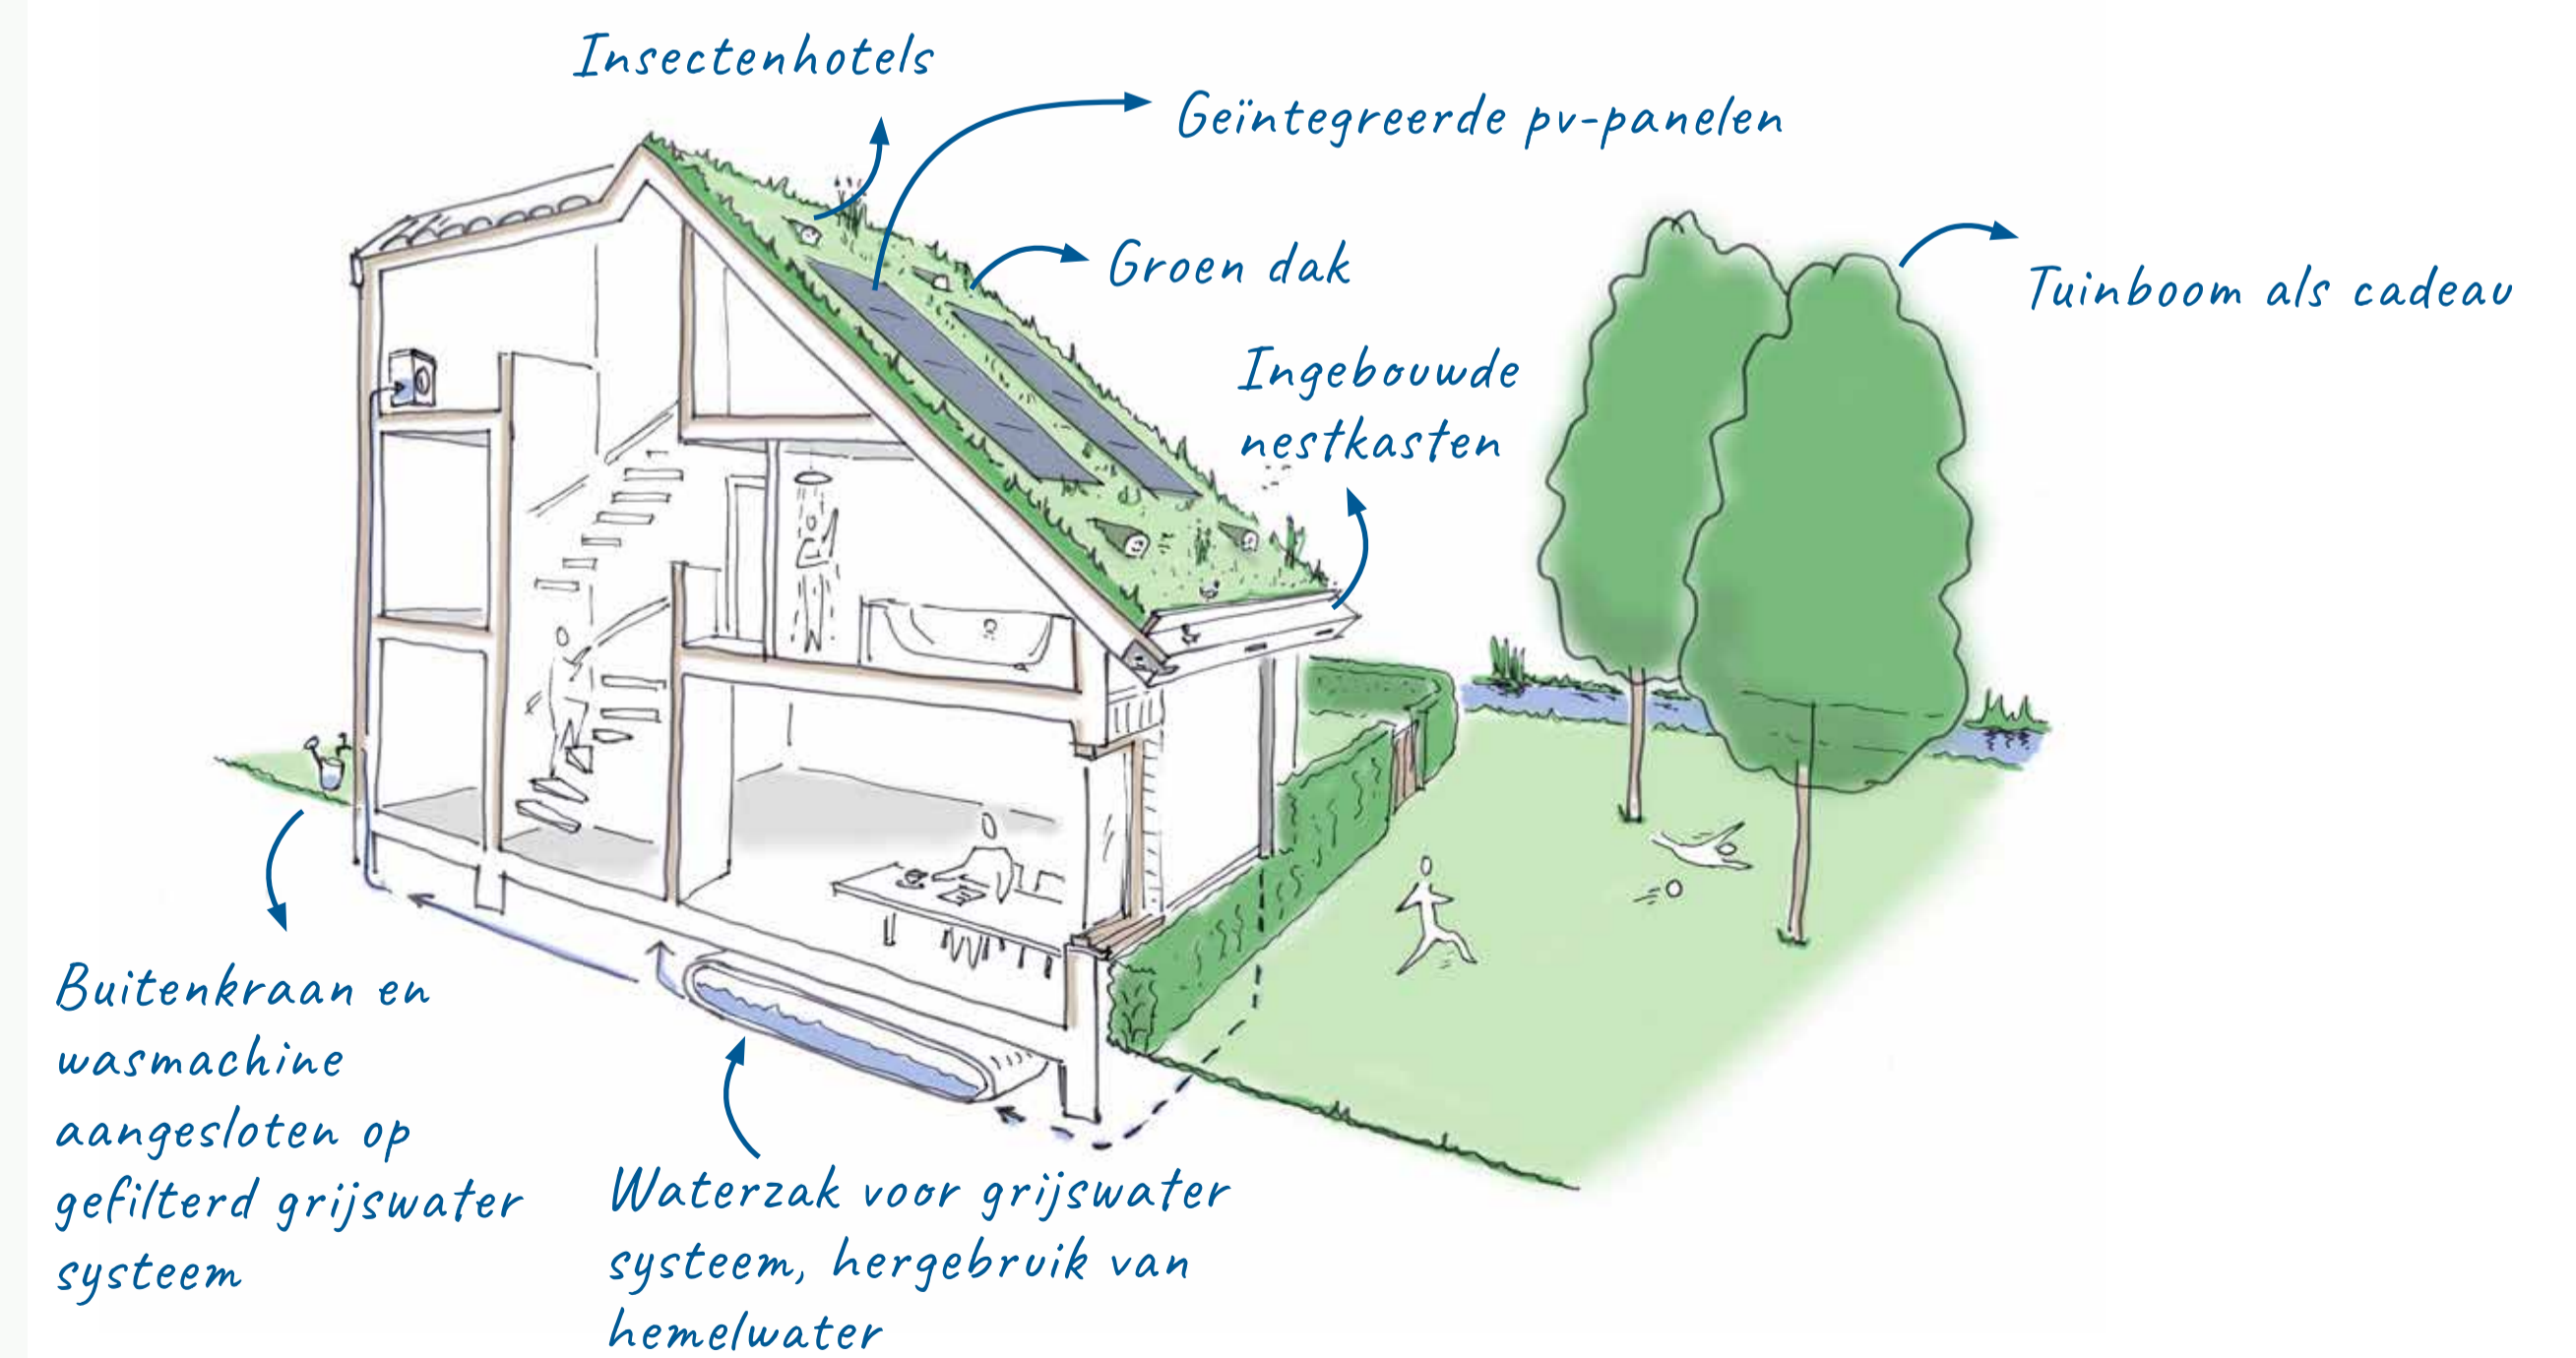 Insectenhotels
Geïntegreerde pv-panelen
Groen dak
Tuinboom als cadeau
Ingebouwde
nestkasten
Buitenkraan en
wasmachine
aangesloten op
gefilterd grijswater
systeem
Waterzak voor grijswater
systeem, hergebruik van
hemelwater